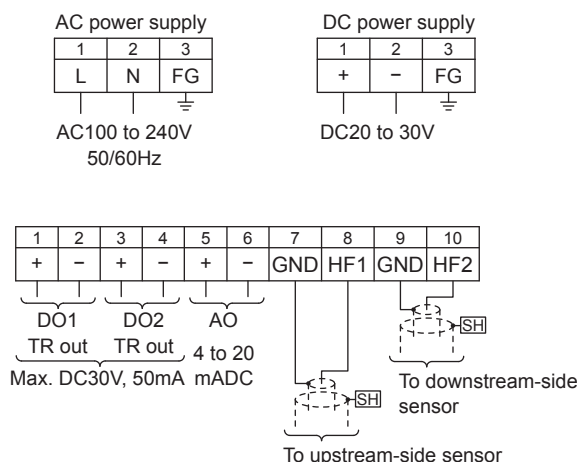 AC power supply
1 2 3
L N FG
AC100 to 240V
50/60Hz
DC power supply
1 2 3
+ − FG
DC20 to 30V
1 2 3 4 5 6 7 8 9 10
+ − + − + − GND HF1 GND HF2
DO1 DO2 AO
TR out TR out 4 to 20
Max. DC30V, 50mA mADC
SH
To downstream-side
sensor
SH
To upstream-side sensor